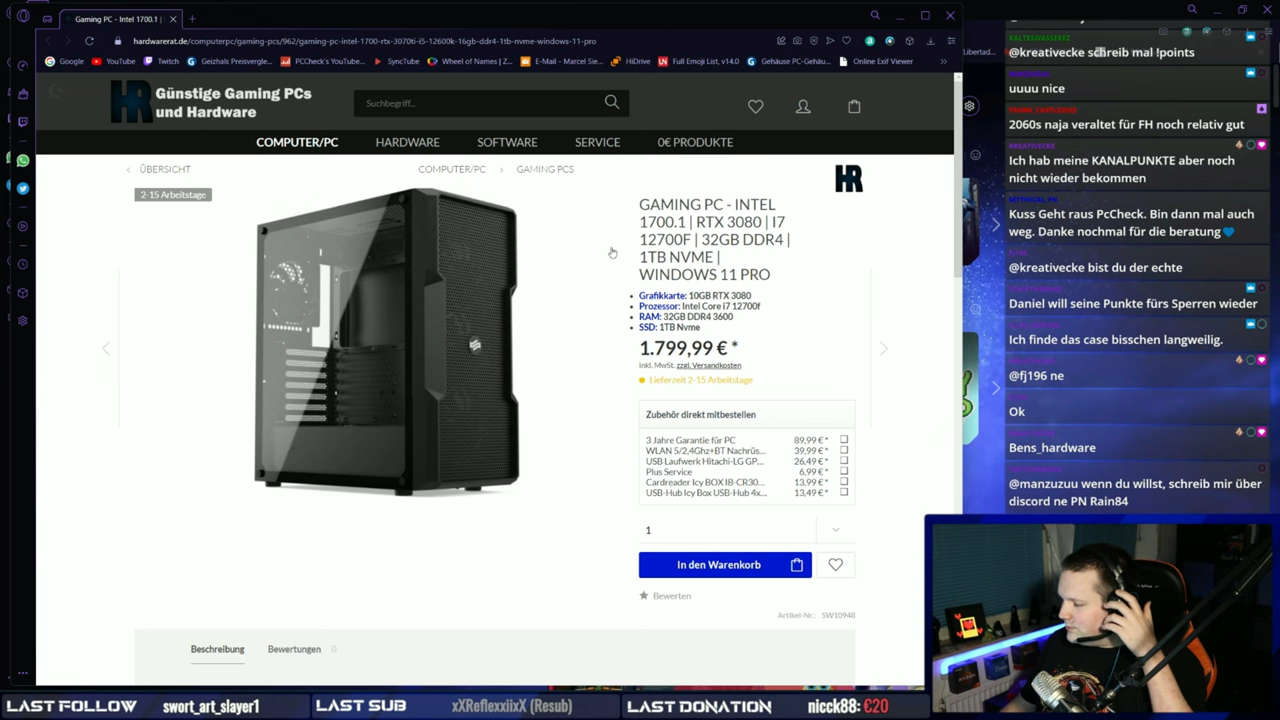 Gaming PC - Intel 1700.1 |
hardwarerat.de/computerpc/gaming-pcs/962/gaming-pc-intel-1700-rtx-3070ti-i5-12600k-16gb-ddr4-1tb-nvme-windows-11-pro
Google
YouTube
Twitch
Geizhals Preisvergle...
PCCheck's YouTube...
SyncTube
Wheel of Names | Z...
E-Mail – Marcel Sie...
HiDrive
Full Emoji List, v14.0
Gehäuse PC-Gehäu...
Online Exif Viewer
Libertad
HR
Günstige Gaming PCs
und Hardware
Suchbegriff...
COMPUTER/PC
HARDWARE
SOFTWARE
SERVICE
0€ PRODUKTE
ÜBERSICHT
COMPUTER/PC
GAMING PCS
2-15 Arbeitstage
HR
GAMING PC - INTEL
1700.1 | RTX 3080 | I7
12700F | 32GB DDR4 |
1TB NVME |
WINDOWS 11 PRO
Grafikkarte: 10GB RTX 3080
Prozessor: Intel Core i7 12700f
RAM: 32GB DDR4 3600
SSD: 1TB Nvme
1.799,99 € *
inkl. MwSt. zzgl. Versandkosten
Lieferzeit 2-15 Arbeitstage
Zubehör direkt mitbestellen
3 Jahre Garantie für PC 89,99 € *
WLAN 5/2,4Ghz+BT Nachrüs... 39,99 € *
USB Laufwerk Hitachi-LG GP... 26,49 € *
Plus Service 6,99 € *
Cardreader Icy BOX IB-CR30... 13,99 € *
USB-Hub Icy Box USB-Hub 4x... 13,49 € *
1
In den Warenkorb
Bewerten
Artikel-Nr.: SW10948
Beschreibung
Bewertungen 0
KALTESWASSER62
@kreativecke schreib mal !points
uuuu nice
2060s naja veraltet für FH noch relativ gut
KREATIVECKE
Ich hab meine KANALPUNKTE aber noch
nicht wieder bekommen
Kuss Geht raus PcCheck. Bin dann mal auch
weg. Danke nochmal für die beratung
@kreativecke bist du der echte
Daniel will seine Punkte fürs Sperren wieder
Ich finde das case bisschen langweilig.
@fj196 ne
Ok
Bens_hardware
@manzuzuu wenn du willst, schreib mir über
discord ne PN Rain84
LAST FOLLOW swort_art_slayer1
LAST SUB xXReflexxiixX (Resub)
LAST DONATION nicck88: €20